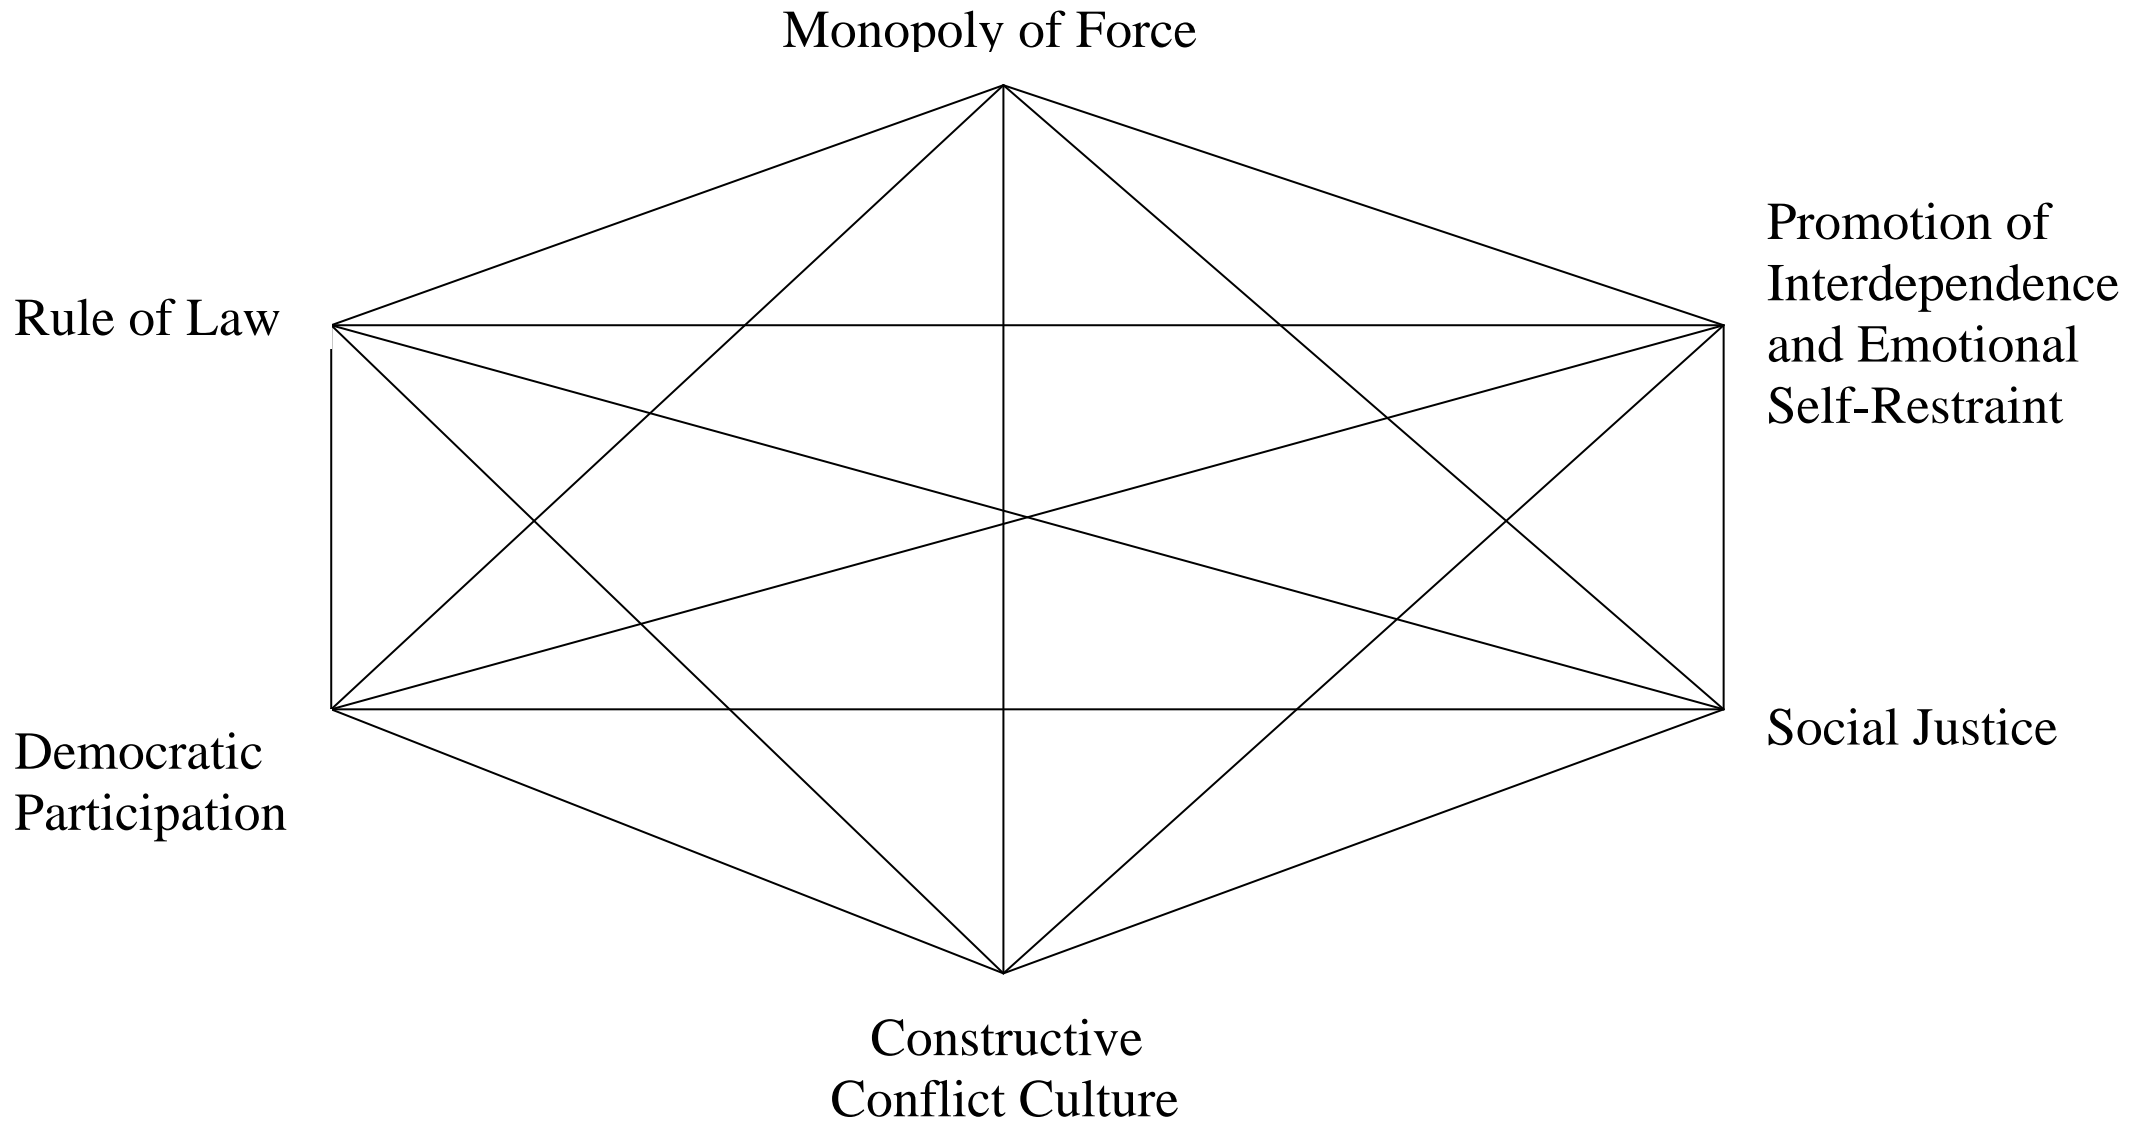 Monopoly of Force
Promotion of
Interdependence
and Emotional
Self-Restraint
Rule of Law
Social Justice
Democratic
Participation
Constructive
Conflict Culture